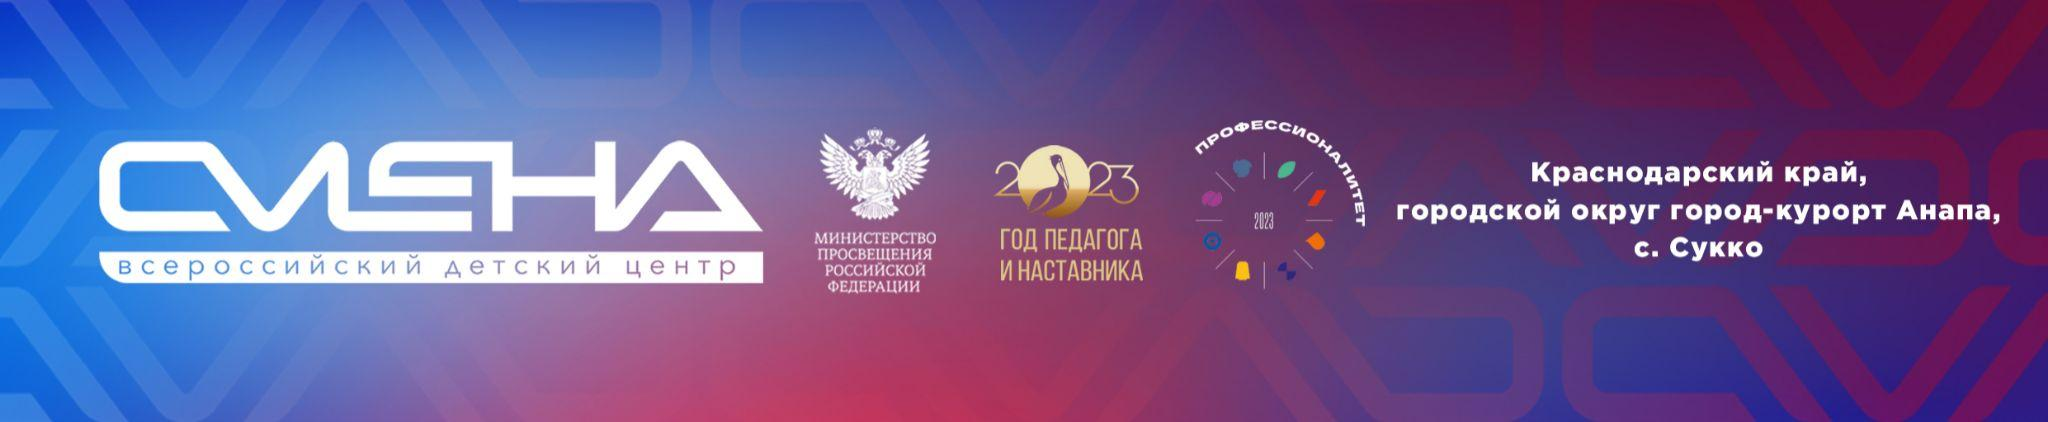 СМЕНА
всероссийский детский центр
МИНИСТЕРСТВО
ПРОСВЕЩЕНИЯ
РОССИЙСКОЙ
ФЕДЕРАЦИИ
2023
ГОД ПЕДАГОГА
И НАСТАВНИКА
ПРОФЕССИОНАЛИТЕТ
2023
Краснодарский край,
городской округ город-курорт Анапа,
с. Сукко